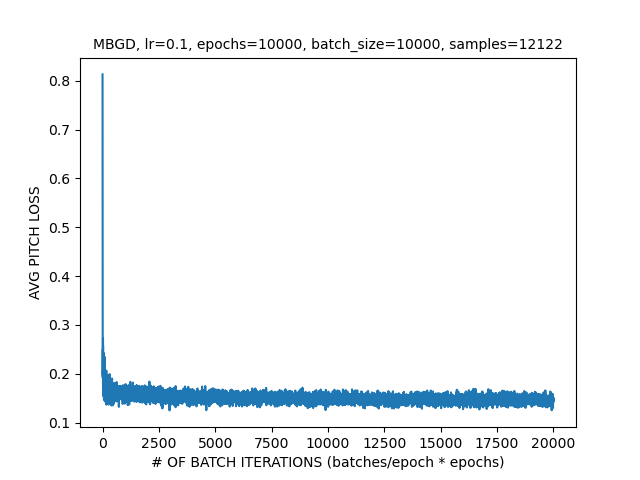 MBGD, lr=0.1, epochs=10000, batch_size=10000, samples=12122
AVG PITCH LOSS
0.8
0.7
0.6
0.5
0.4
0.3
0.2
0.1
0 2500 5000 7500 10000 12500 15000 17500 20000
# OF BATCH ITERATIONS (batches/epoch * epochs)